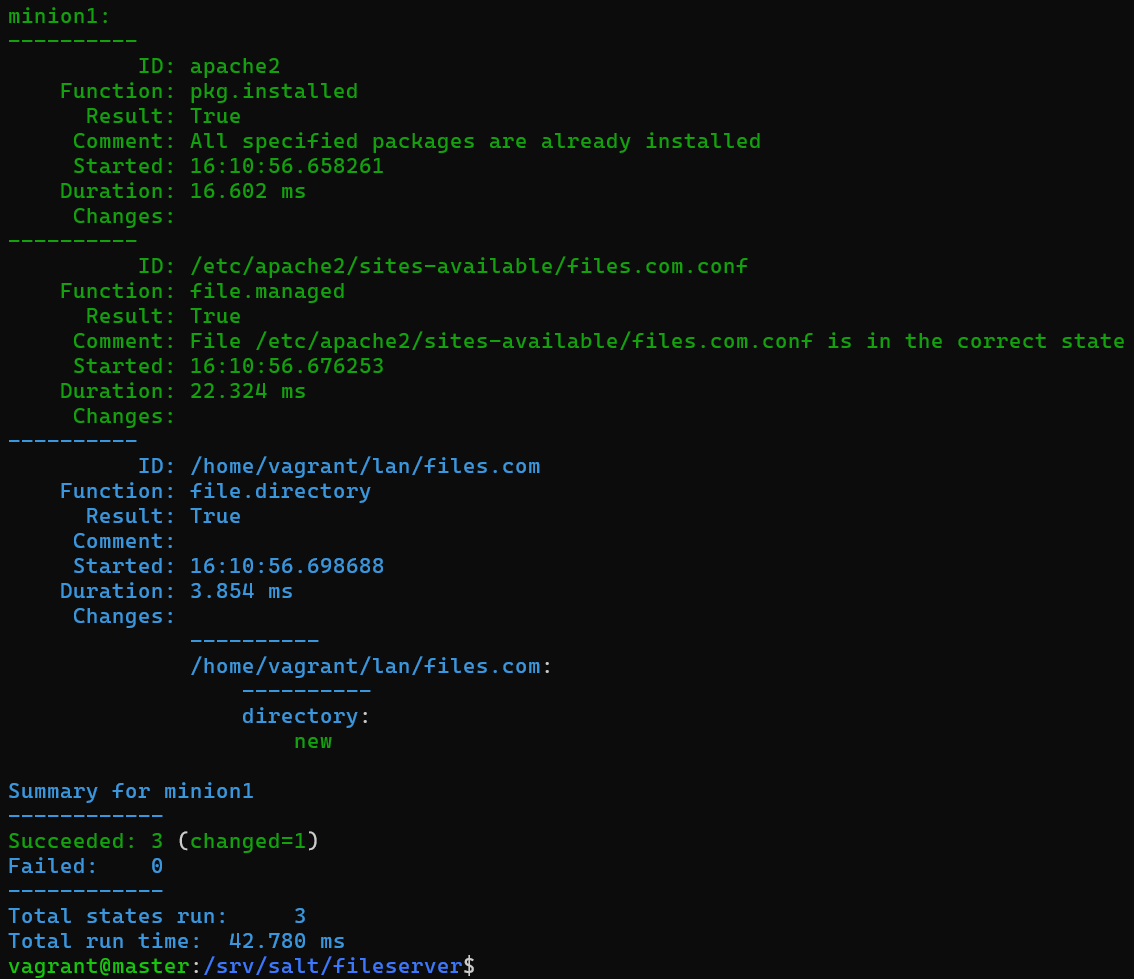 minion1:
----------
          ID: apache2
    Function: pkg.installed
      Result: True
     Comment: All specified packages are already installed
     Started: 16:10:56.658261
    Duration: 16.602 ms
     Changes:
----------
          ID: /etc/apache2/sites-available/files.com.conf
    Function: file.managed
      Result: True
     Comment: File /etc/apache2/sites-available/files.com.conf is in the correct state
     Started: 16:10:56.676253
    Duration: 22.324 ms
     Changes:
----------
          ID: /home/vagrant/lan/files.com
    Function: file.directory
      Result: True
     Comment:
     Started: 16:10:56.698688
    Duration: 3.854 ms
     Changes:
              ----------
              /home/vagrant/lan/files.com:
                  ----------
                  directory:
                      new

Summary for minion1
------------
Succeeded: 3 (changed=1)
Failed:    0
------------
Total states run:     3
Total run time:  42.780 ms
vagrant@master:/srv/salt/fileserver$